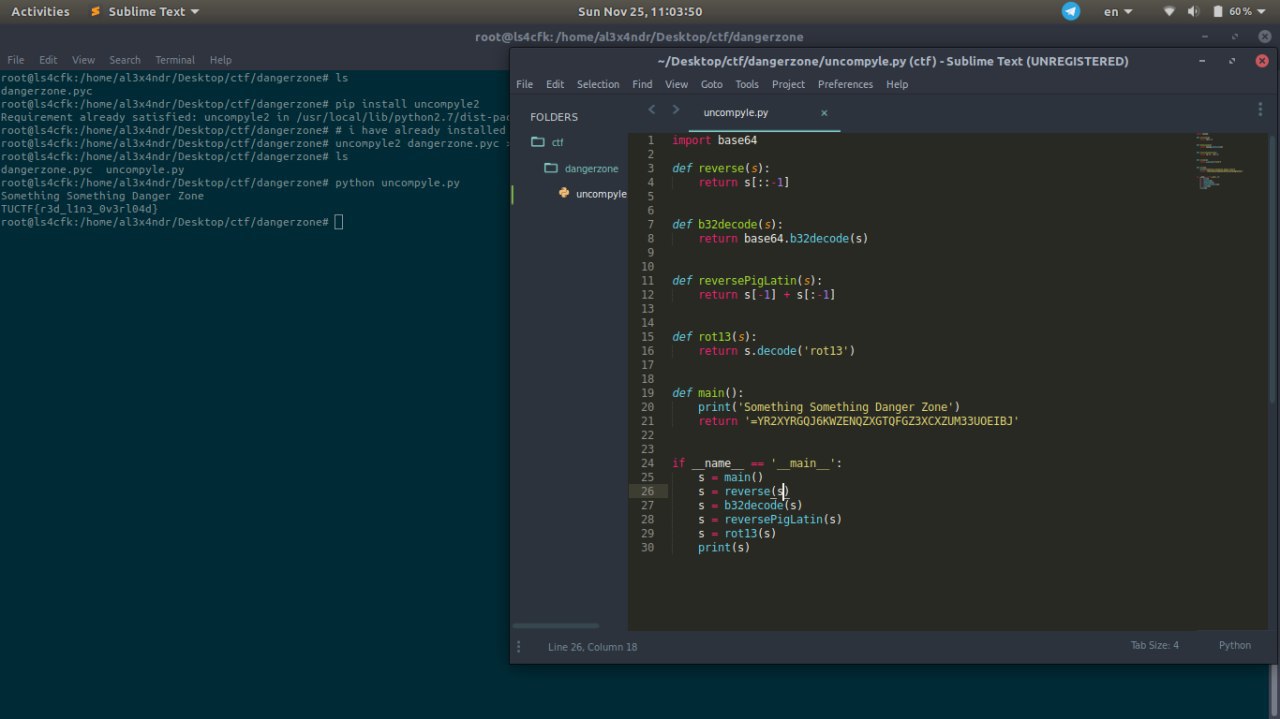 Activities Sublime Text Sun Nov 25, 11:03:50 en 60 %
root@ls4cfk: /home/al3x4ndr/Desktop/ctf/dangerzone
File Edit View Search Terminal Help
root@ls4cfk:/home/al3x4ndr/Desktop/ctf/dangerzone# ls
dangerzone.pyc
root@ls4cfk:/home/al3x4ndr/Desktop/ctf/dangerzone# pip install uncompyle2
Requirement already satisfied: uncompyle2 in /usr/local/lib/python2.7/dist-pac
root@ls4cfk:/home/al3x4ndr/Desktop/ctf/dangerzone# # i have already installed
root@ls4cfk:/home/al3x4ndr/Desktop/ctf/dangerzone# uncompyle2 dangerzone.pyc >
root@ls4cfk:/home/al3x4ndr/Desktop/ctf/dangerzone# ls
dangerzone.pyc uncompyle.py
root@ls4cfk:/home/al3x4ndr/Desktop/ctf/dangerzone# python uncompyle.py
Something Something Danger Zone
TUCTF{r3d_l1n3_0v3rl04d}
root@ls4cfk:/home/al3x4ndr/Desktop/ctf/dangerzone#
~/Desktop/ctf/dangerzone/uncompyle.py (ctf) - Sublime Text (UNREGISTERED)
File Edit Selection Find View Goto Tools Project Preferences Help
FOLDERS
ctf
dangerzone
uncompyle
uncompyle.py ×
1 import base64
2
3 def reverse(s):
4     return s[::-1]
5
6
7 def b32decode(s):
8     return base64.b32decode(s)
9
10
11 def reversePigLatin(s):
12     return s[-1] + s[:-1]
13
14
15 def rot13(s):
16     return s.decode('rot13')
17
18
19 def main():
20     print('Something Something Danger Zone')
21     return '=YR2XYRGQJ6KWZENQZXGTQFGZ3XCXZUM33UOEIBJ'
22
23
24 if __name__ == '__main__':
25     s = main()
26     s = reverse(s)
27     s = b32decode(s)
28     s = reversePigLatin(s)
29     s = rot13(s)
30     print(s)
Line 26, Column 18 Tab Size: 4 Python